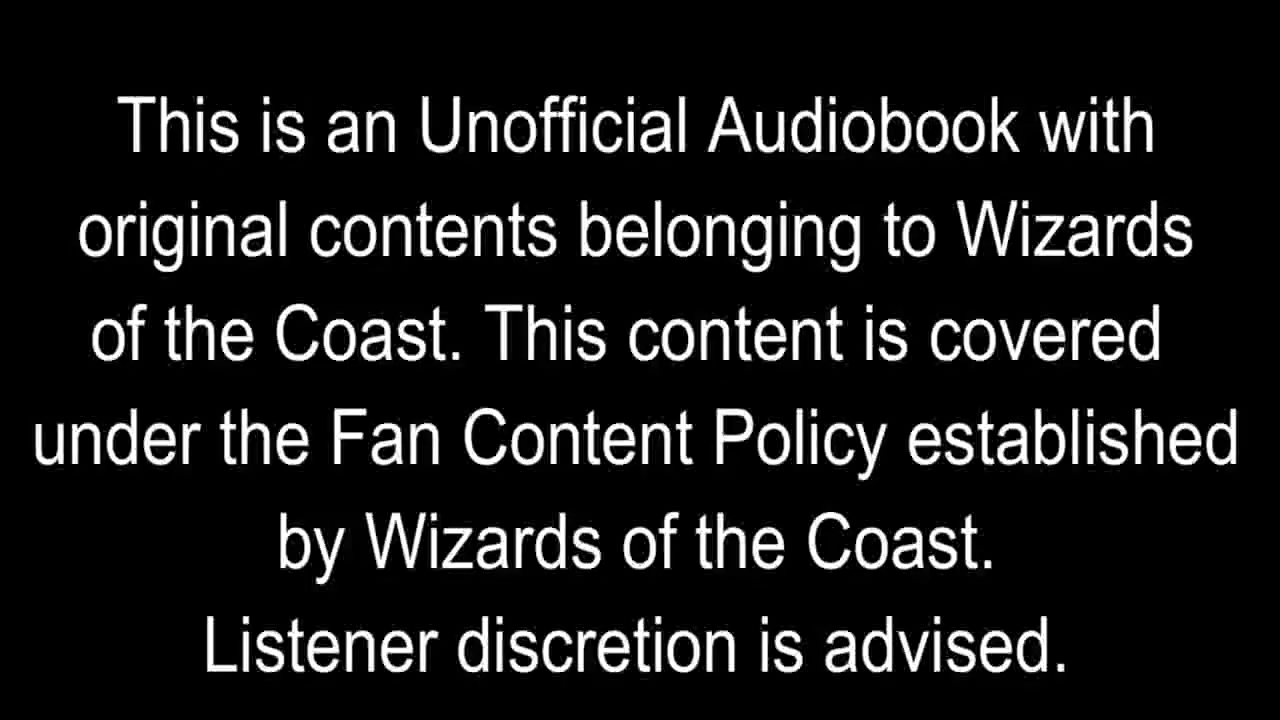 This is an Unofficial Audiobook with
original contents belonging to Wizards
of the Coast. This content is covered
under the Fan Content Policy established
by Wizards of the Coast.
Listener discretion is advised.